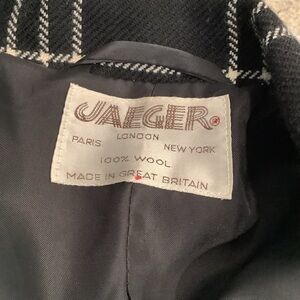 JAEGER®
LONDON
PARIS NEW YORK
100% WOOL
MADE IN GREAT BRITAIN